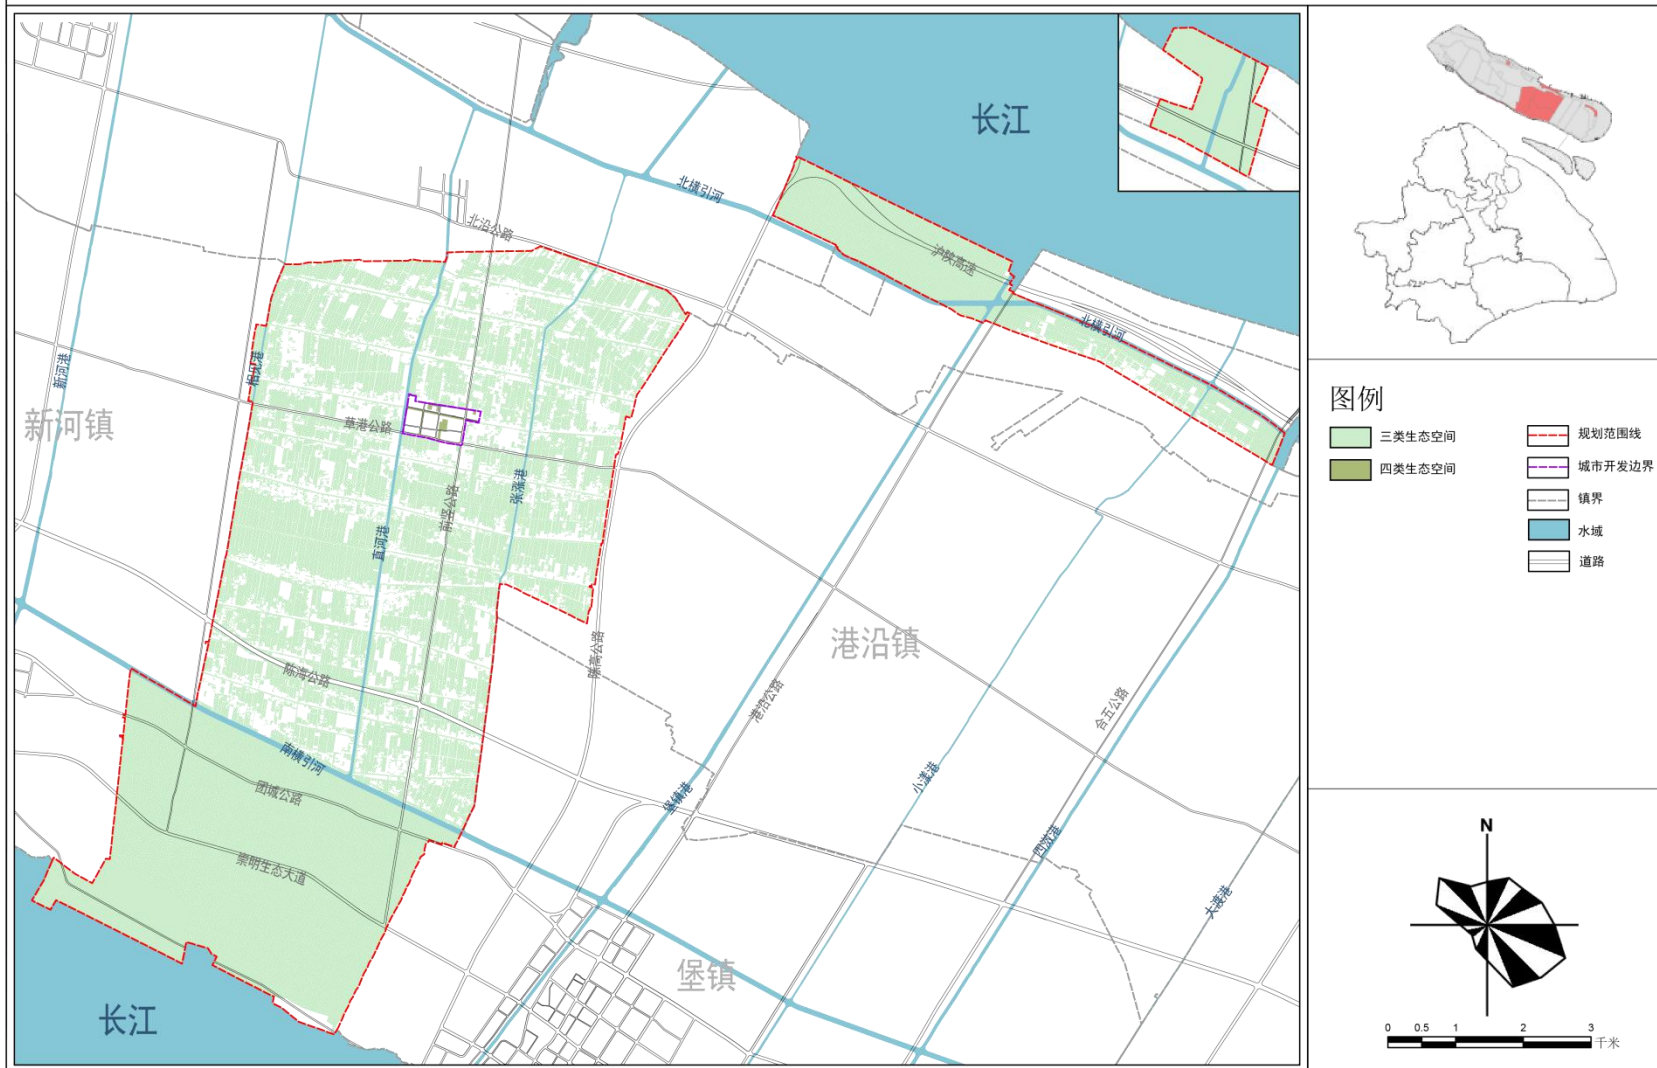 长江
北横引河
北沿公路
沪陕高速
北横引河
新河港
相见港
新河镇
草港公路
张涨港
前竖公路
直河港
港沿镇
陈高公路
陈海公路
港沿公路
合五公路
南横引河
团城公路
堡镇港
小漾港
四滧港
崇明生态大道
大渡港
堡镇
长江
图例
三类生态空间
四类生态空间
规划范围线
城市开发边界
镇界
水域
道路
N
0 0.5 1 2 3
千米